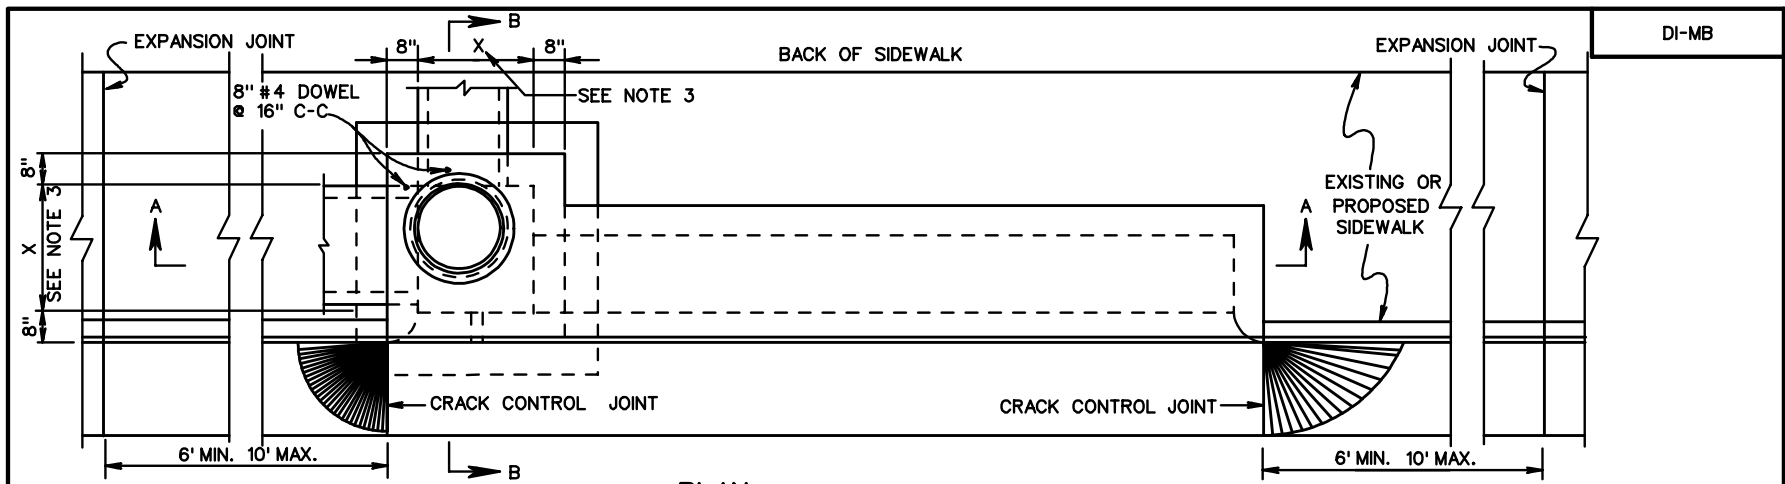 DI-MB
B
EXPANSION JOINT
8"
X
8"
BACK OF SIDEWALK
EXPANSION JOINT
8" #4 DOWEL
@ 16" C-C
SEE NOTE 3
8"
X
SEE NOTE 3
8"
A
A
EXISTING OR
PROPOSED
SIDEWALK
CRACK CONTROL JOINT
CRACK CONTROL JOINT
6' MIN. 10' MAX.
6' MIN. 10' MAX.
B